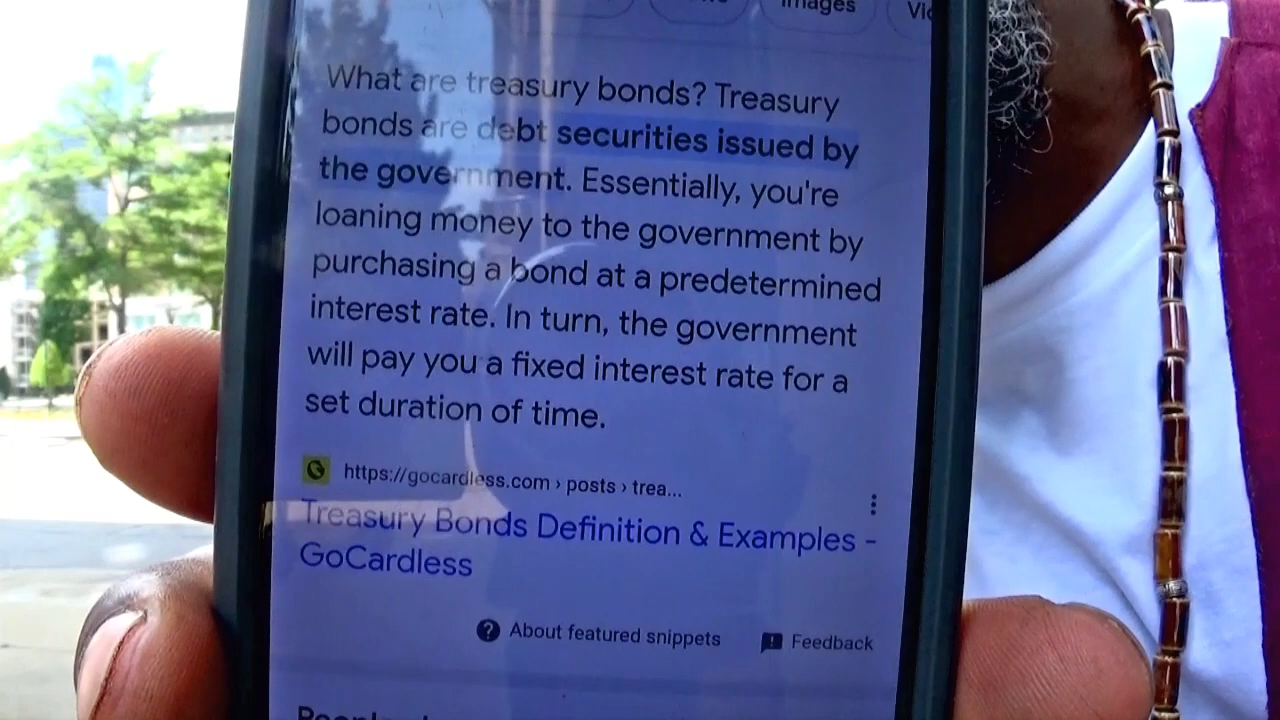 Images
What are treasury bonds? Treasury
bonds are debt securities issued by
the government. Essentially, you're
loaning money to the government by
purchasing a bond at a predetermined
interest rate. In turn, the government
will pay you a fixed interest rate for a
set duration of time.
https://gocardless.com › posts › trea...
Treasury Bonds Definition & Examples -
GoCardless
About featured snippets Feedback